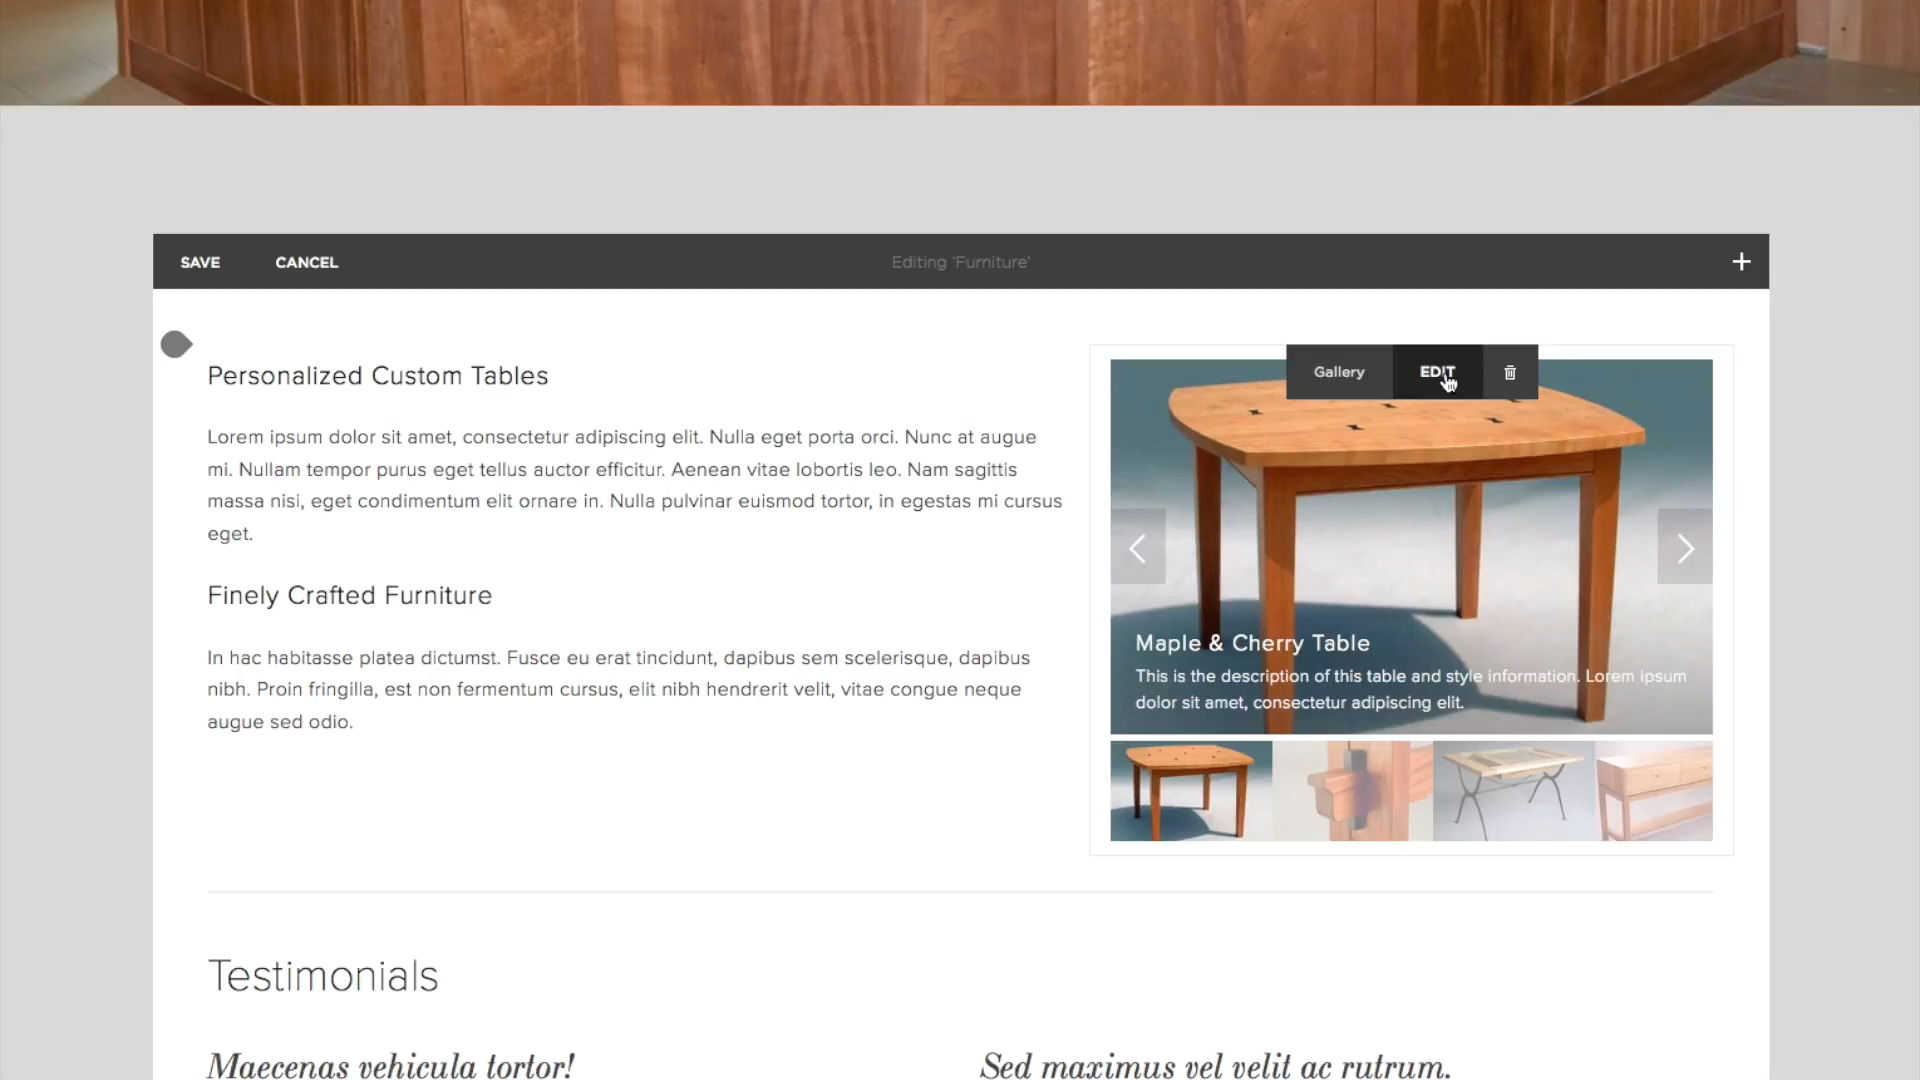 SAVE CANCEL Editing 'Furniture' +
Gallery EDIT
Personalized Custom Tables
Lorem ipsum dolor sit amet, consectetur adipiscing elit. Nulla eget porta orci. Nunc at augue
mi. Nullam tempor purus eget tellus auctor efficitur. Aenean vitae lobortis leo. Nam sagittis
massa nisi, eget condimentum elit ornare in. Nulla pulvinar euismod tortor, in egestas mi cursus
eget.
Finely Crafted Furniture
In hac habitasse platea dictumst. Fusce eu erat tincidunt, dapibus sem scelerisque, dapibus
nibh. Proin fringilla, est non fermentum cursus, elit nibh hendrerit velit, vitae congue neque
augue sed odio.
Maple & Cherry Table
This is the description of this table and style information. Lorem ipsum
dolor sit amet, consectetur adipiscing elit.
Testimonials
Maecenas vehicula tortor!
Sed maximus vel velit ac rutrum.